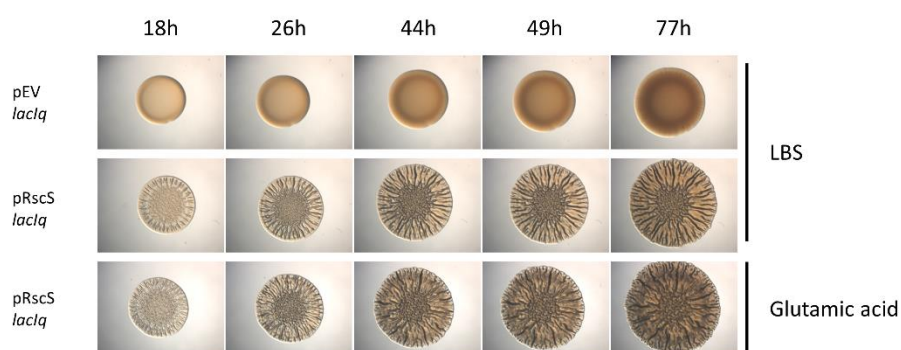 18h 26h 44h 49h 77h
pEV
lacIq
LBS
pRscS
lacIq
pRscS
lacIq
Glutamic acid